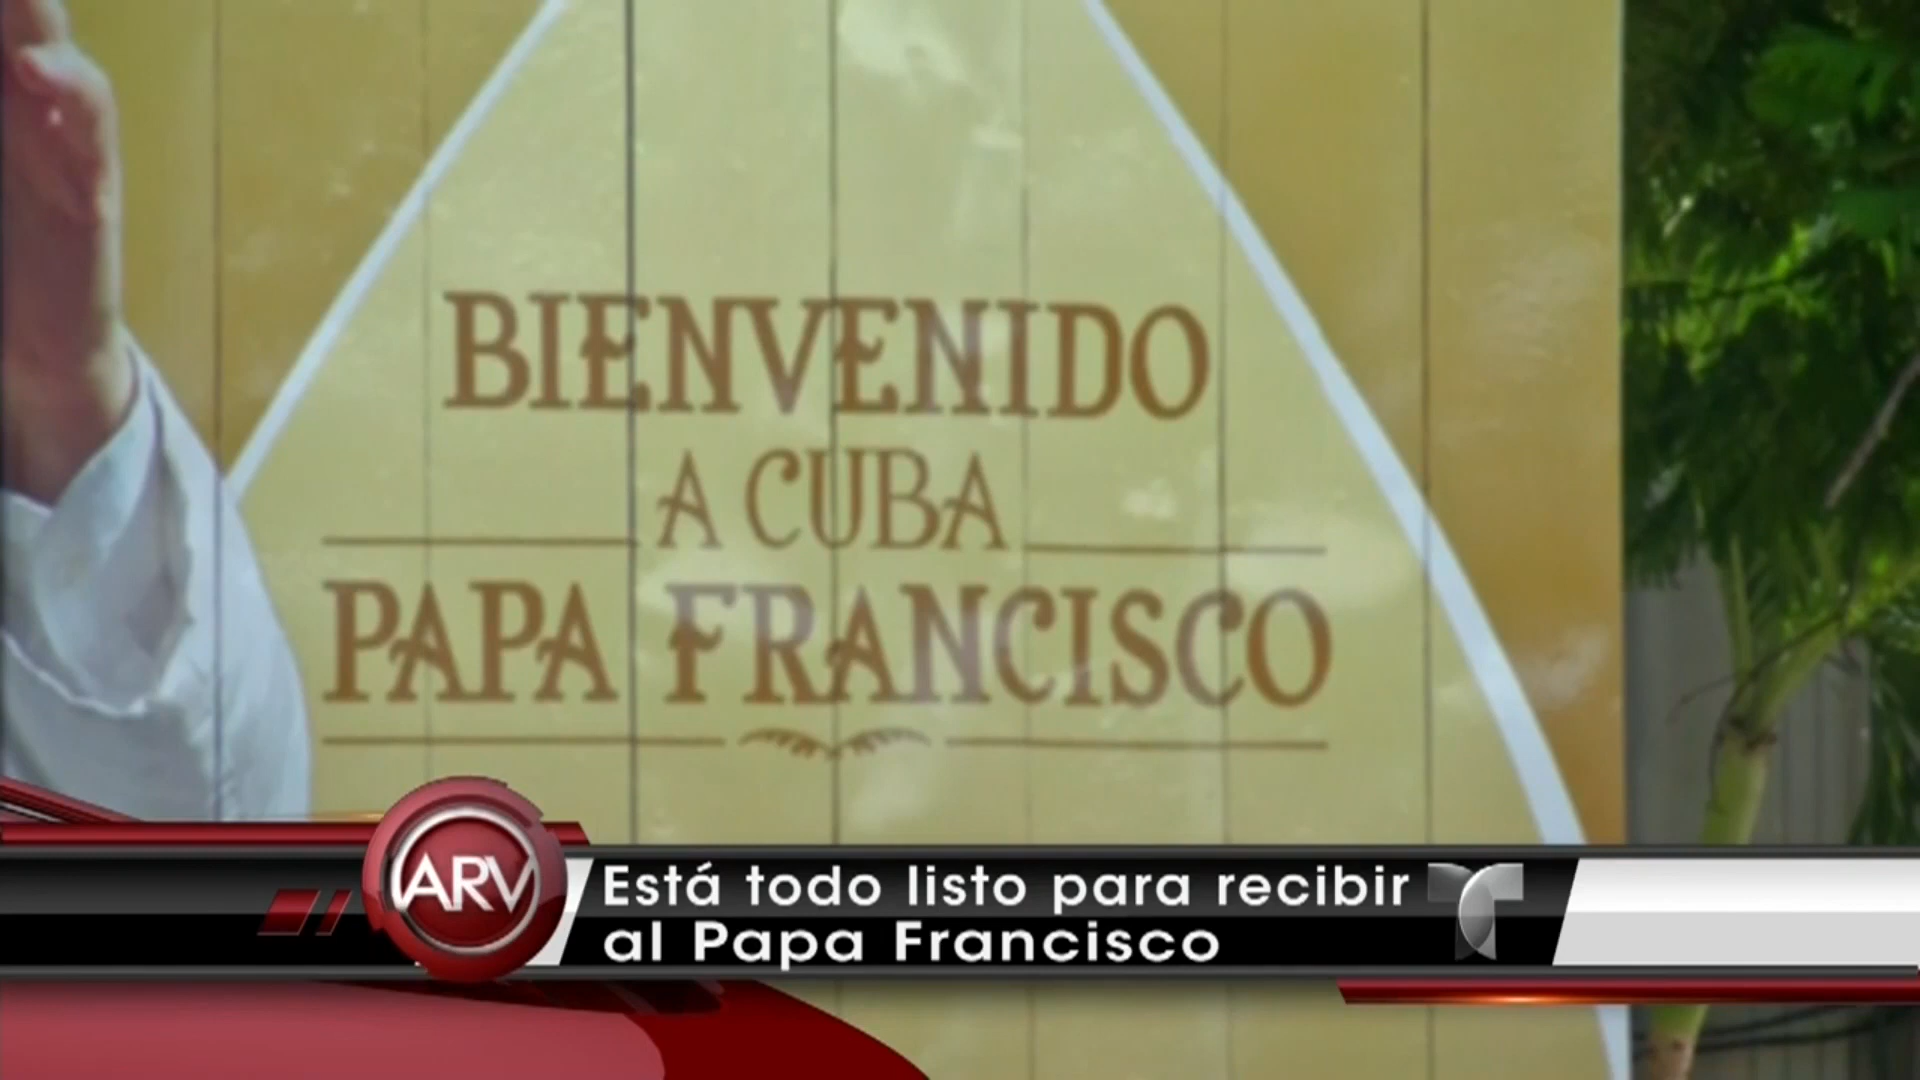 BIENVENIDO
A CUBA
PAPA FRANCISCO
ARV
Está todo listo para recibir
al Papa Francisco